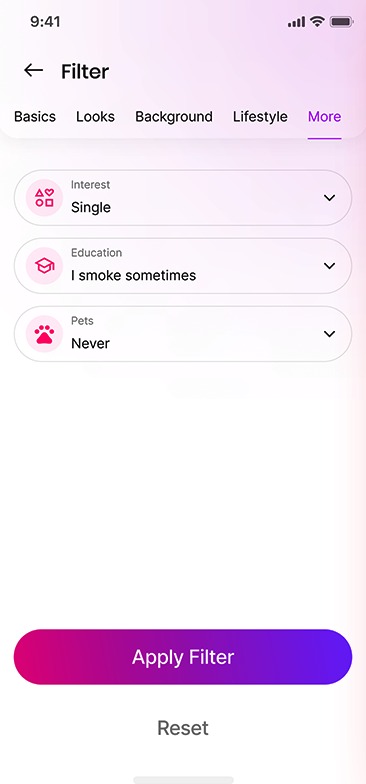 9:41
Filter
Basics Looks Background Lifestyle More
Interest
Single
Education
I smoke sometimes
Pets
Never
Apply Filter
Reset